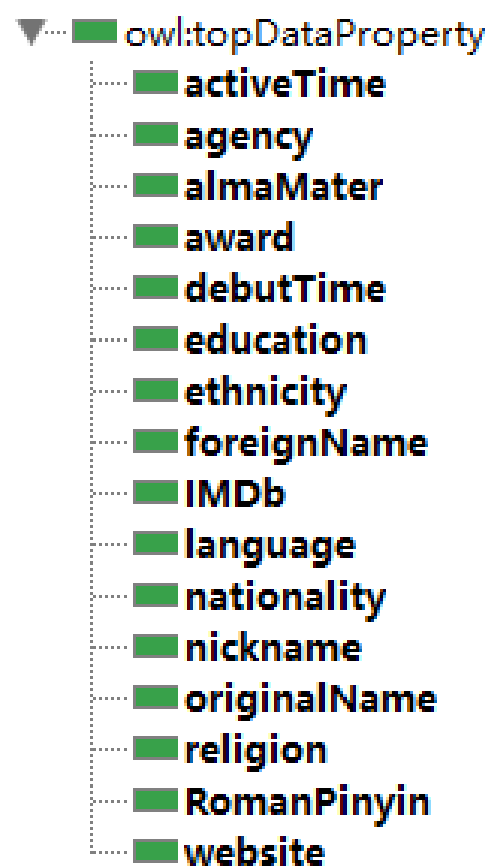 owl:topDataProperty
activeTime
agency
almaMater
award
debutTime
education
ethnicity
foreignName
IMDb
language
nationality
nickname
originalName
religion
RomanPinyin
website